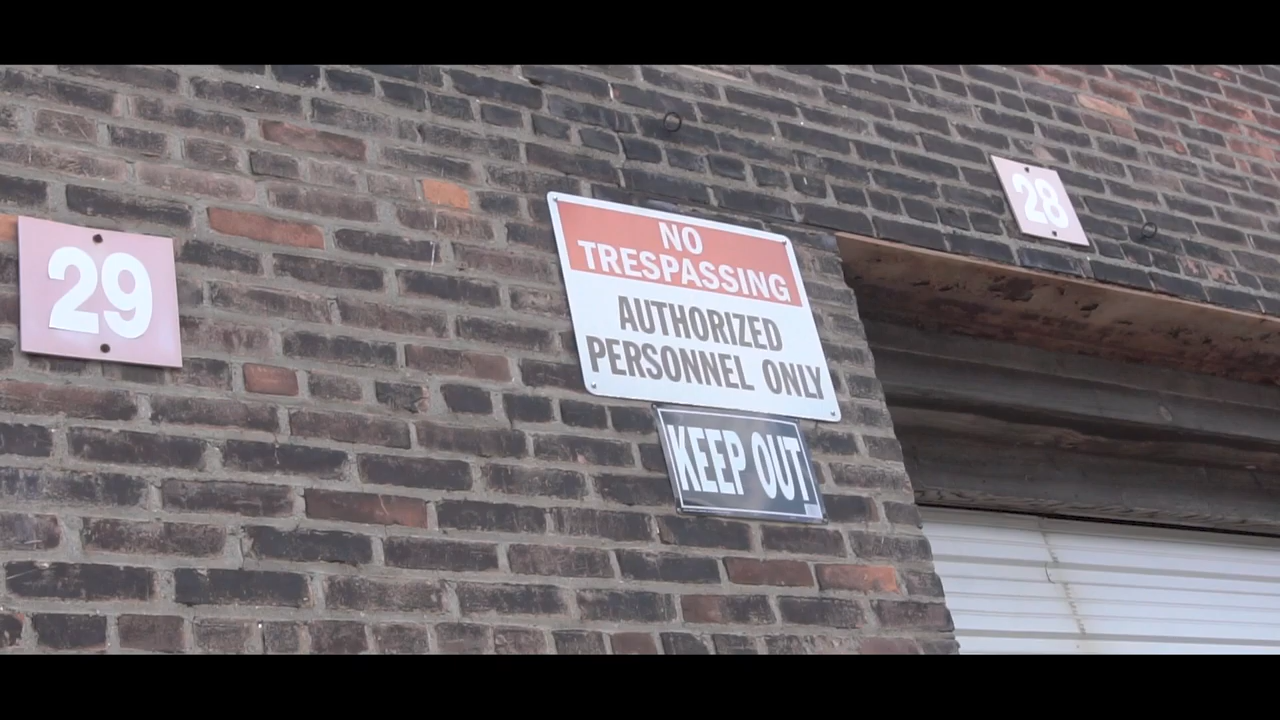 29
NO
TRESPASSING
AUTHORIZED
PERSONNEL ONLY
KEEP OUT
28